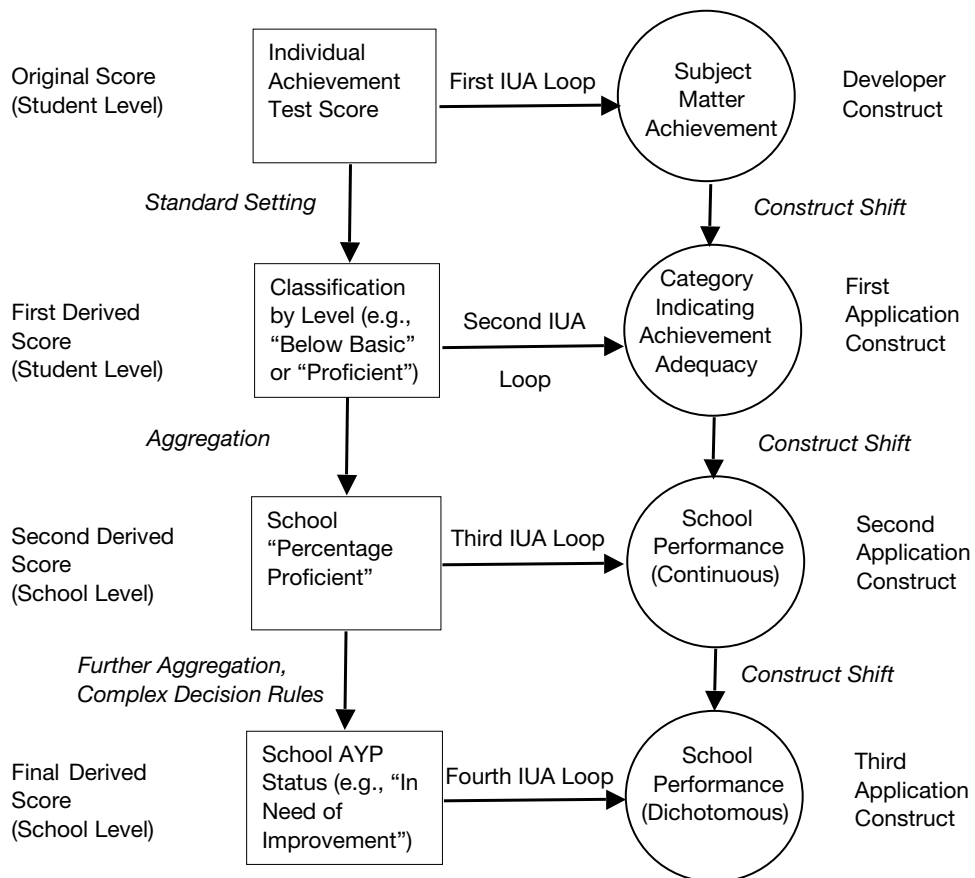 Original Score
(Student Level)
Individual
Achievement
Test Score
First IUA Loop
Subject
Matter
Achievement
Developer
Construct
Standard Setting
Construct Shift
First Derived
Score
(Student Level)
Classification
by Level (e.g.,
“Below Basic”
or “Proficient”)
Second IUA
Loop
Category
Indicating
Achievement
Adequacy
First
Application
Construct
Aggregation
Construct Shift
Second Derived
Score
(School Level)
School
“Percentage
Proficient”
Third IUA Loop
School
Performance
(Continuous)
Second
Application
Construct
Further Aggregation,
Complex Decision Rules
Construct Shift
Final Derived
Score
(School Level)
School AYP
Status (e.g., “In
Need of
Improvement”)
Fourth IUA Loop
School
Performance
(Dichotomous)
Third
Application
Construct